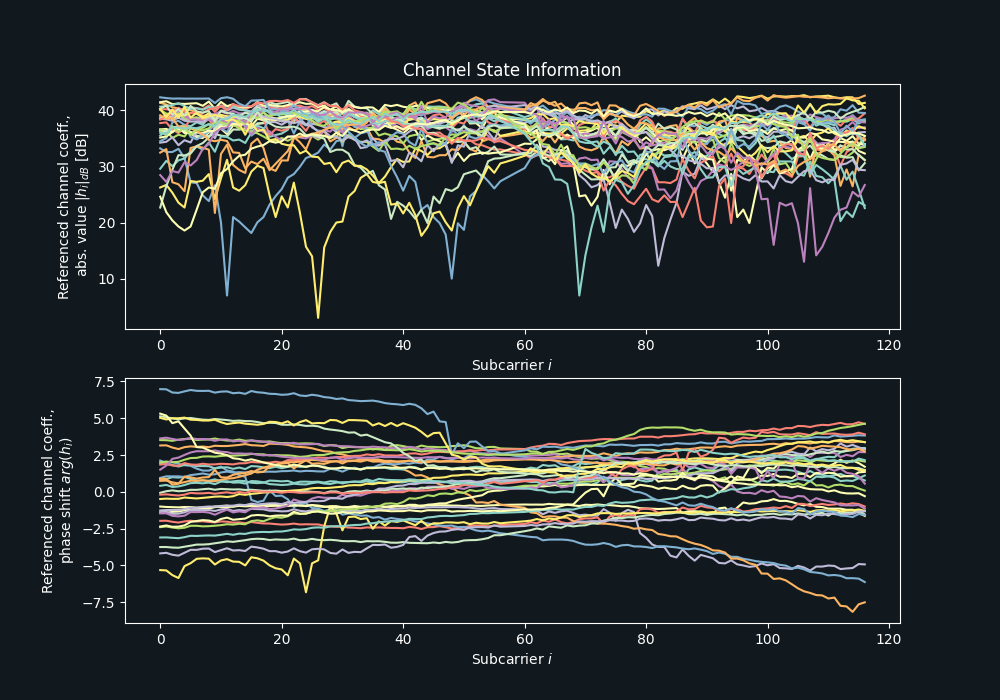 Channel State Information
Referenced channel coeff.,
abs. value |h_i|_dB [dB]
40
30
20
10
0 20 40 60 80 100 120
Subcarrier i
Referenced channel coeff.,
phase shift arg(h_i)
7.5
5.0
2.5
0.0
−2.5
−5.0
−7.5
0 20 40 60 80 100 120
Subcarrier i